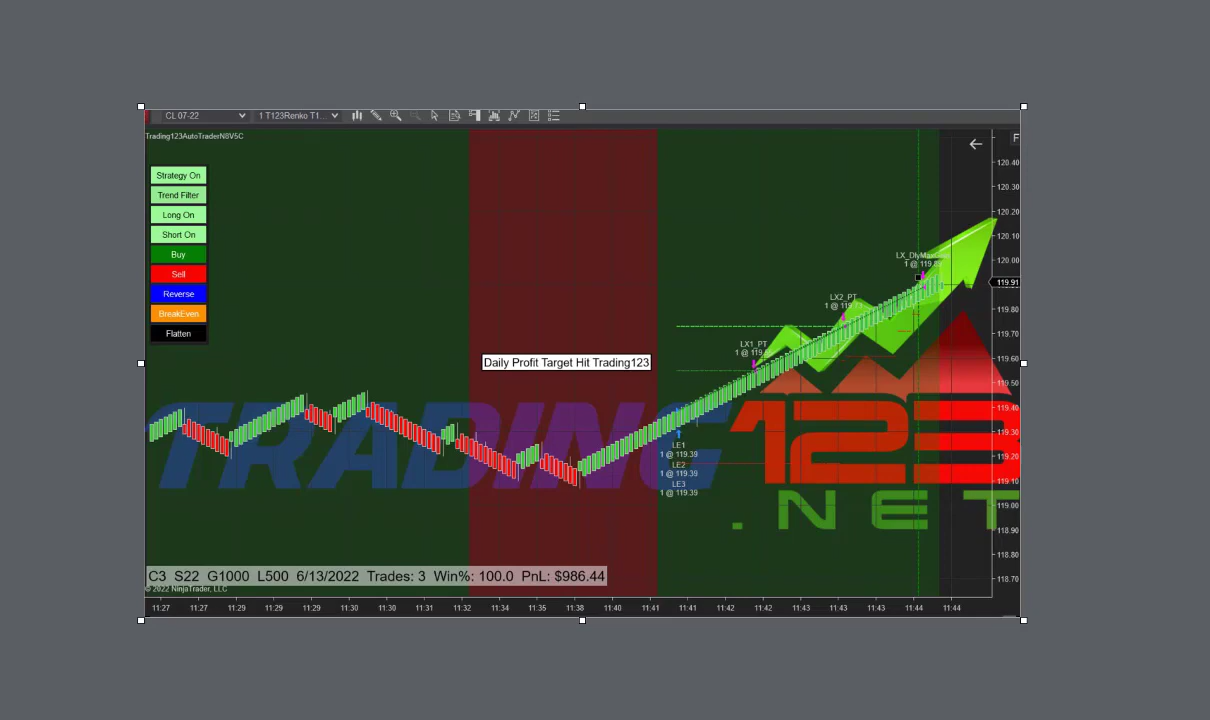 CL 07-22 1 T123Renko T1...
Trading123AutoTraderN8V5C
F
Strategy On
Trend Filter
Long On
Short On
Buy
Sell
Reverse
BreakEven
Flatten
120.40
120.30
120.20
120.10
120.00
119.91
119.80
119.70
119.60
119.50
119.40
119.30
119.20
119.10
119.00
118.90
118.80
118.70
1 @ 119.
LX2_PT
1 @ 119.
LX1_PT
1 @ 119.
Daily Profit Target Hit Trading123
TRADING 123
.NET
LE1
1 @ 119.39
LE2
1 @ 119.39
LE3
1 @ 119.39
C3 S22 G1000 L500 6/13/2022 Trades: 3 Win%: 100.0 PnL: $986.44
© 2022 NinjaTrader, LLC
11:27 11:27 11:29 11:29 11:30 11:30 11:31 11:32 11:34 11:35 11:38 11:40 11:41 11:41 11:42 11:42 11:43 11:43 11:43 11:44 11:44